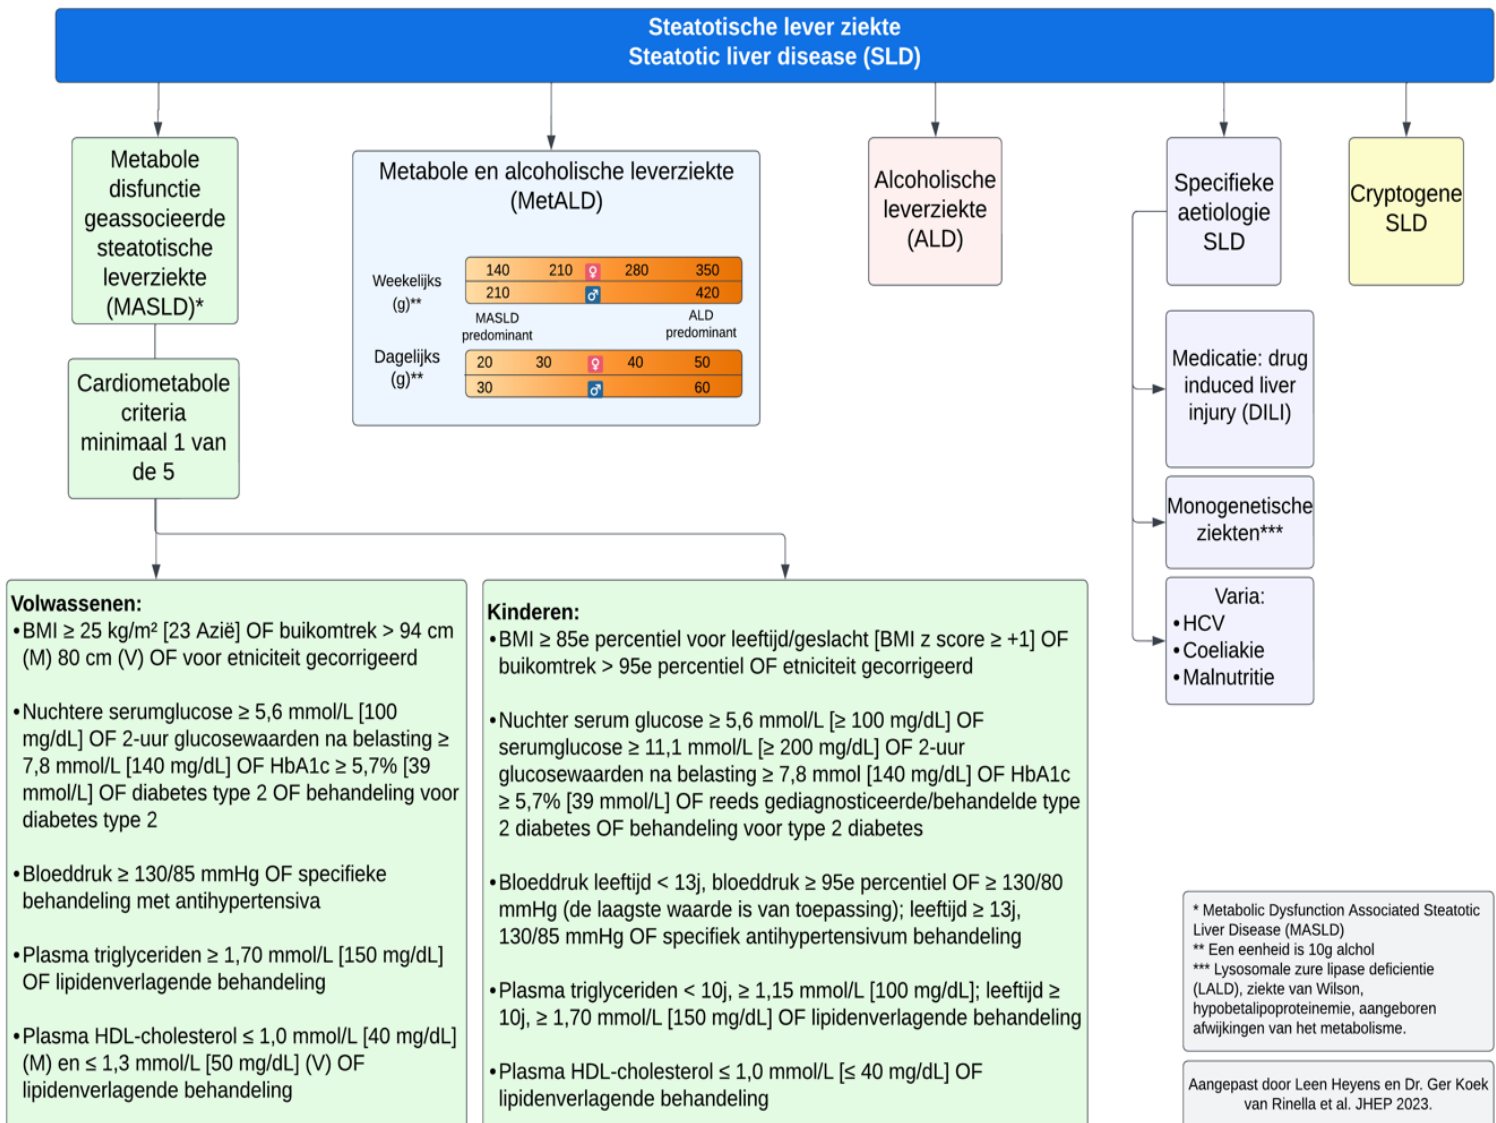 Steatotische lever ziekte
Steatotic liver disease (SLD)
Metabole
disfunctie
geassocieerde
steatotische
leverziekte
(MASLD)*
Cardiometabole
criteria
minimaal 1 van
de 5
Metabole en alcoholische leverziekte
(MetALD)
Weekelijks
(g)**
140 210 ♀ 280 350
210 ♂ 420
MASLD
predominant
ALD
predominant
Dagelijks
(g)**
20 30 ♀ 40 50
30 ♂ 60
Alcoholische
leverziekte
(ALD)
Specifieke
aetiologie
SLD
Cryptogene
SLD
Medicatie: drug
induced liver
injury (DILI)
Monogenetische
ziekten***
Varia:
•HCV
•Coeliakie
•Malnutritie
Volwassenen:
•BMI ≥ 25 kg/m² [23 Azië] OF buikomtrek > 94 cm
(M) 80 cm (V) OF voor etniciteit gecorrigeerd
•Nuchtere serumglucose ≥ 5,6 mmol/L [100
mg/dL] OF 2-uur glucosewaarden na belasting ≥
7,8 mmol/L [140 mg/dL] OF HbA1c ≥ 5,7% [39
mmol/L] OF diabetes type 2 OF behandeling voor
diabetes type 2
•Bloeddruk ≥ 130/85 mmHg OF specifieke
behandeling met antihypertensiva
•Plasma triglyceriden ≥ 1,70 mmol/L [150 mg/dL]
OF lipidenverlagende behandeling
•Plasma HDL-cholesterol ≤ 1,0 mmol/L [40 mg/dL]
(M) en ≤ 1,3 mmol/L [50 mg/dL] (V) OF
lipidenverlagende behandeling
Kinderen:
•BMI ≥ 85e percentiel voor leeftijd/geslacht [BMI z score ≥ +1] OF
buikomtrek > 95e percentiel OF etniciteit gecorrigeerd
•Nuchter serum glucose ≥ 5,6 mmol/L [≥ 100 mg/dL] OF
serumglucose ≥ 11,1 mmol/L [≥ 200 mg/dL] OF 2-uur
glucosewaarden na belasting ≥ 7,8 mmol [140 mg/dL] OF HbA1c
≥ 5,7% [39 mmol/L] OF reeds gediagnosticeerde/behandelde type
2 diabetes OF behandeling voor type 2 diabetes
•Bloeddruk leeftijd < 13j, bloeddruk ≥ 95e percentiel OF ≥ 130/80
mmHg (de laagste waarde is van toepassing); leeftijd ≥ 13j,
130/85 mmHg OF specifiek antihypertensivum behandeling
•Plasma triglyceriden < 10j, ≥ 1,15 mmol/L [100 mg/dL]; leeftijd ≥
10j, ≥ 1,70 mmol/L [150 mg/dL] OF lipidenverlagende behandeling
•Plasma HDL-cholesterol ≤ 1,0 mmol/L [≤ 40 mg/dL] OF
lipidenverlagende behandeling
* Metabolic Dysfunction Associated Steatotic
Liver Disease (MASLD)
** Een eenheid is 10g alchol
*** Lysosomale zure lipase deficientie
(LALD), ziekte van Wilson,
hypobetalipoproteinemie, aangeboren
afwijkingen van het metabolisme.
Aangepast door Leen Heyens en Dr. Ger Koek
van Rinella et al. JHEP 2023.